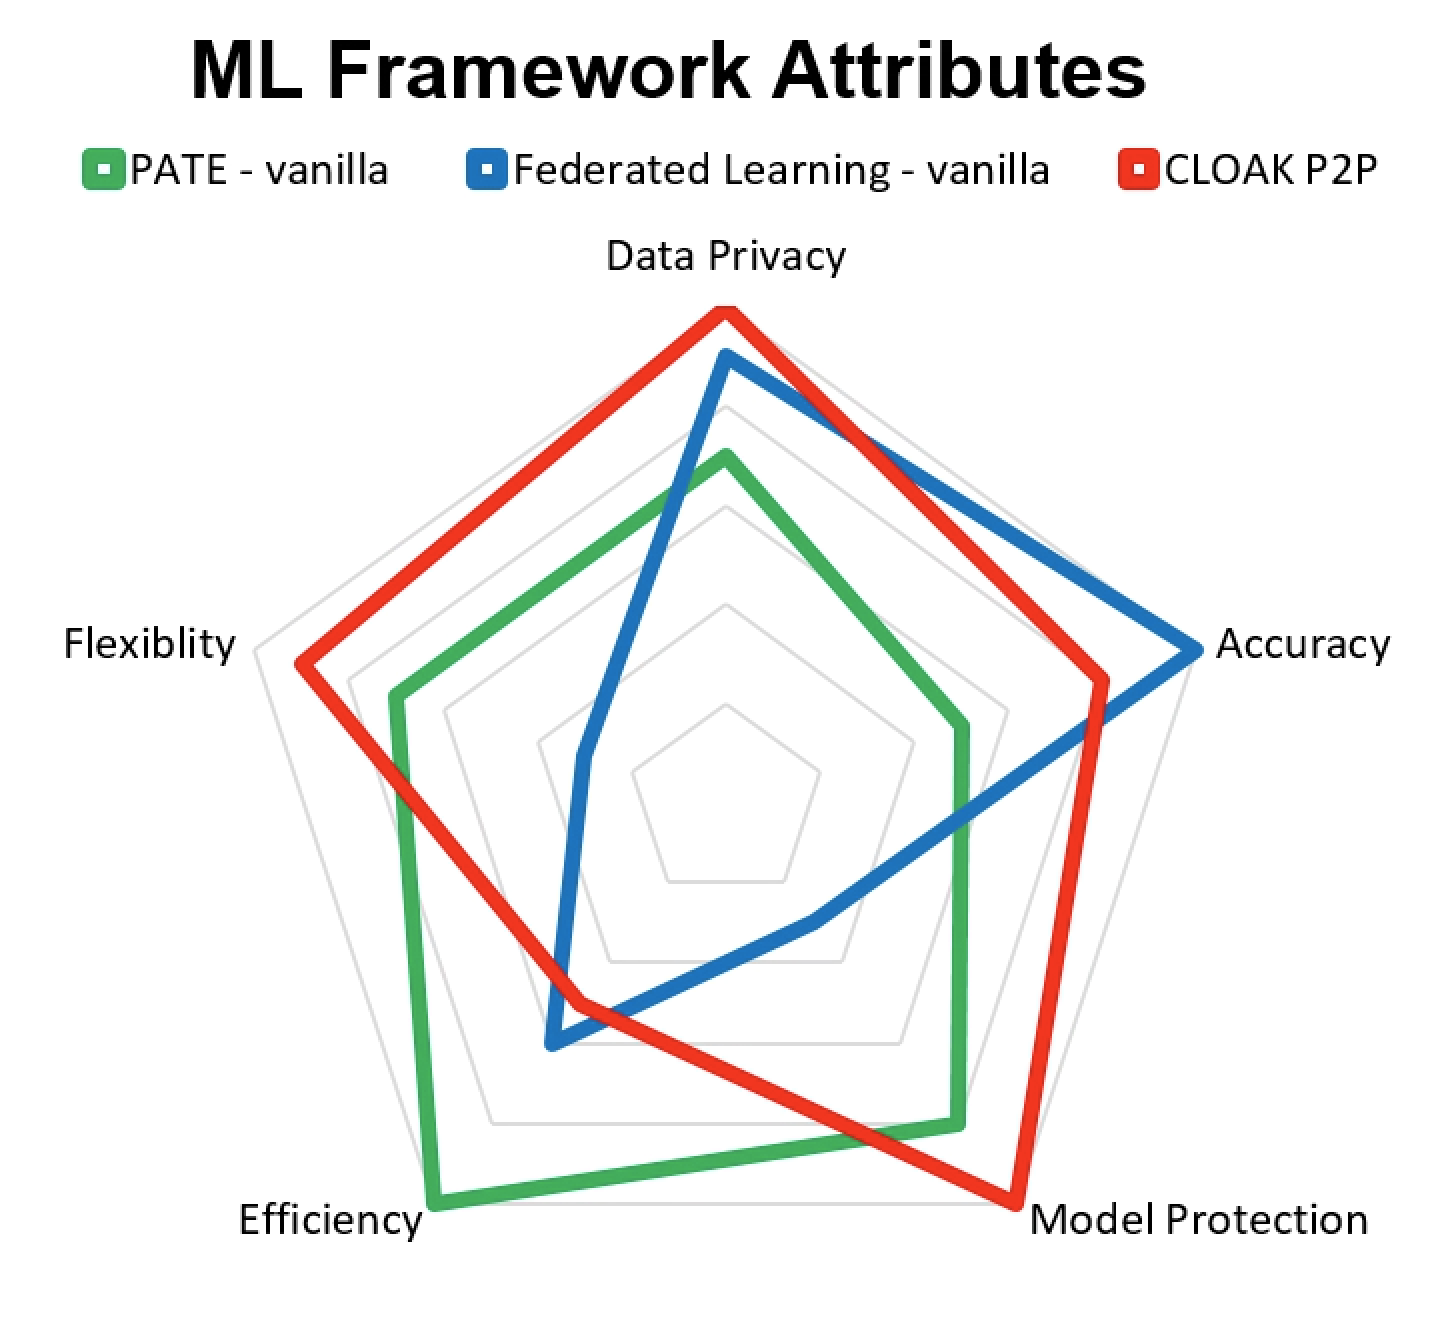 ML Framework Attributes
PATE - vanilla Federated Learning - vanilla CLOAK P2P
Data Privacy
Flexiblity
Accuracy
Efficiency
Model Protection